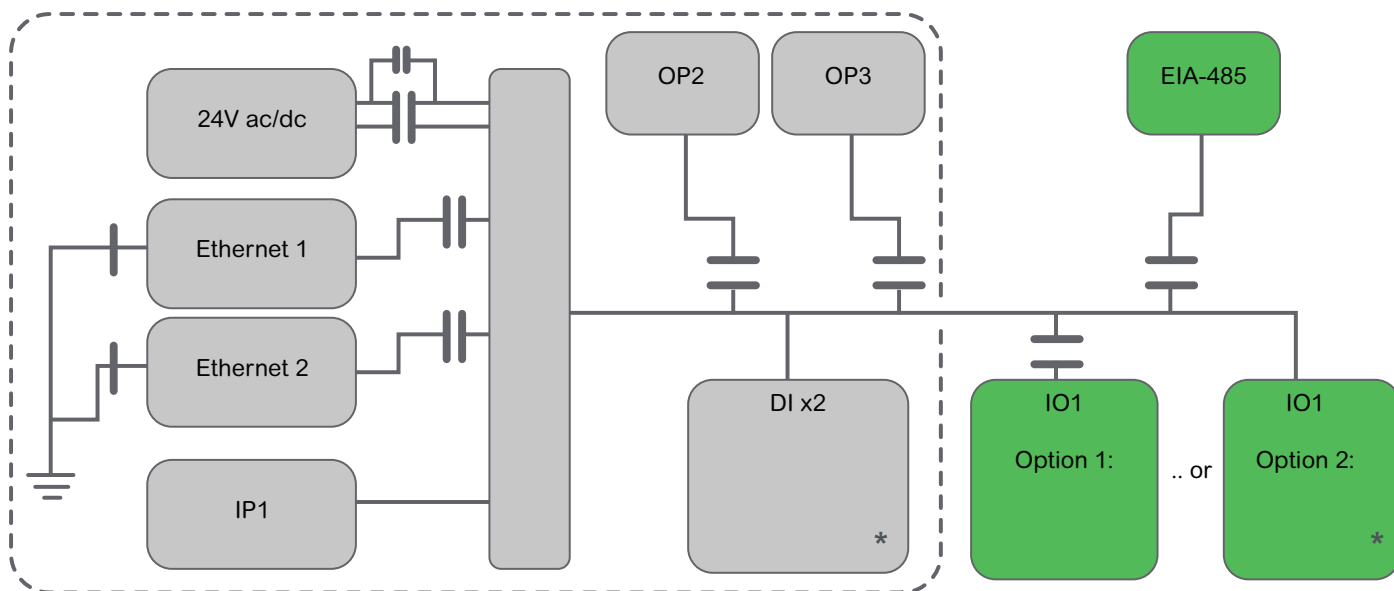 OP2
OP3
EIA-485
24V ac/dc
Ethernet 1
Ethernet 2
IP1
DI x2
*
IO1
Option 1:
.. or
IO1
Option 2:
*